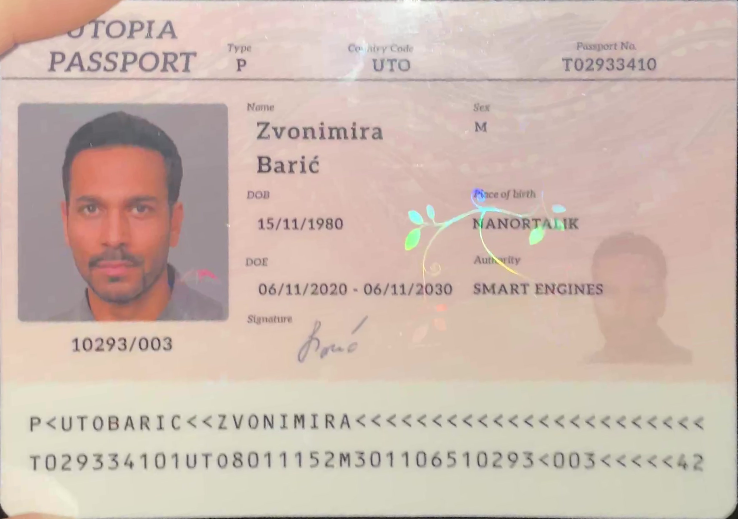 UTOPIA
PASSPORT
Type
P
Country Code
UTO
Passport No.
T02933410
Name
Zvonimira
Barić
Sex
M
DOB
15/11/1980
Place of birth
NANORTALIK
DOE
06/11/2020 - 06/11/2030
Authority
SMART ENGINES
Signature
10293/003
P<UTOBARIC<<ZVONIMIRA<<<<<<<<<<<<<<<<<<<<<<<
T029334101UTO8011152M301106510293<003<<<<<42